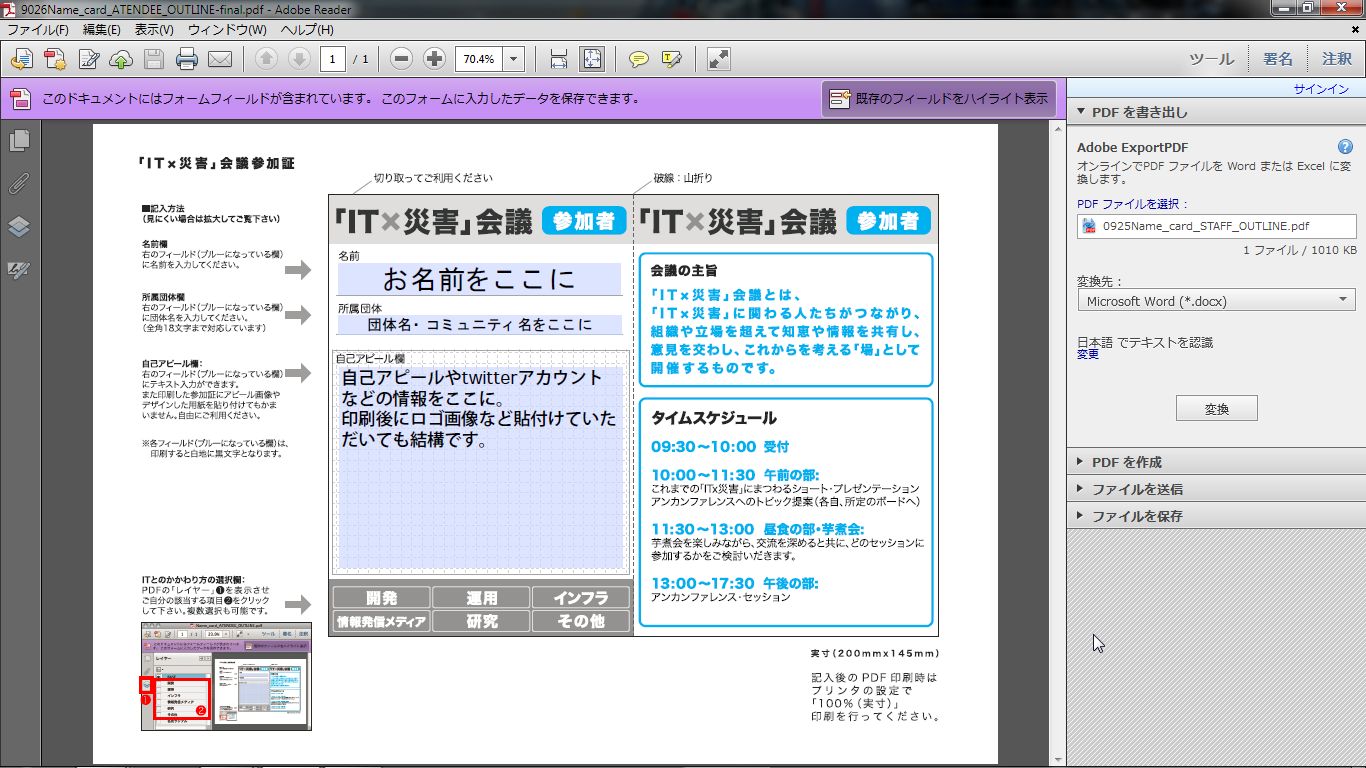 9026Name_card_ATENDEE_OUTLINE-final.pdf - Adobe Reader
ファイル(F) 編集(E) 表示(V) ウィンドウ(W) ヘルプ(H)
1 / 1 70.4% ツール 署名 注釈
このドキュメントにはフォームフィールドが含まれています。このフォームに入力したデータを保存できます。
既存のフィールドをハイライト表示
「IT×災害」会議参加証
■記入方法
(見にくい場合は拡大してご覧下さい)
名前欄
右のフィールド(ブルーになっている欄)
に名前を入力してください。
所属団体欄
右のフィールド(ブルーになっている欄)
に団体名を入力してください。
(全角18文字まで対応しています)
自己アピール欄:
右のフィールド(ブルーになっている欄)
にテキスト入力ができます。
また印刷した参加証にアピール画像や
デザインした用紙を貼り付けてもかま
いません。自由にご利用ください。
※各フィールド(ブルーになっている欄)は、
印刷すると白地に黒文字となります。
ITとのかかわり方の選択欄:
PDFの「レイヤー」❶を表示させ
ご自分の該当する項目❷をクリック
して下さい。複数選択も可能です。
Name_card_ATENDEE_OUTLINE.pdf
レイヤー
インフラ
情報発信メディア
研究
その他
❶
❷
切り取ってご利用ください
「IT×災害」会議 参加者
名前
お名前をここに
所属団体
団体名・コミュニティ名をここに
自己アピール欄
自己アピールやtwitterアカウント
などの情報をここに。
印刷後にロゴ画像など貼付けていた
だいても結構です。
開発 運用 インフラ
情報発信メディア 研究 その他
破線：山折り
「IT×災害」会議 参加者
会議の主旨
「IT×災害」会議とは、
「IT×災害」に関わる人たちがつながり、
組織や立場を超えて知恵や情報を共有し、
意見を交わし、これからを考える「場」として
開催するものです。
タイムスケジュール
09:30〜10:00 受付
10:00〜11:30 午前の部:
これまでの「ITx災害」にまつわるショート・プレゼンテーション
アンカンファレンスへのトピック提案(各自、所定のボードへ)
11:30〜13:00 昼食の部・芋煮会:
芋煮会を楽しみながら、交流を深めると共に、どのセッションに
参加するかをご検討いだきます。
13:00〜17:30 午後の部:
アンカンファレンス・セッション
実寸(200mmx145mm)
記入後のPDF印刷時は
プリンタの設定で
「100%(実寸)」
印刷を行ってください。
サインイン
PDF を書き出し
Adobe ExportPDF
オンラインでPDF ファイルを Word または Excel に変
換します。
PDF ファイルを選択：
0925Name_card_STAFF_OUTLINE.pdf
1 ファイル / 1010 KB
変換先：
Microsoft Word (*.docx)
日本語 でテキストを認識
変更
変換
PDF を作成
ファイルを送信
ファイルを保存